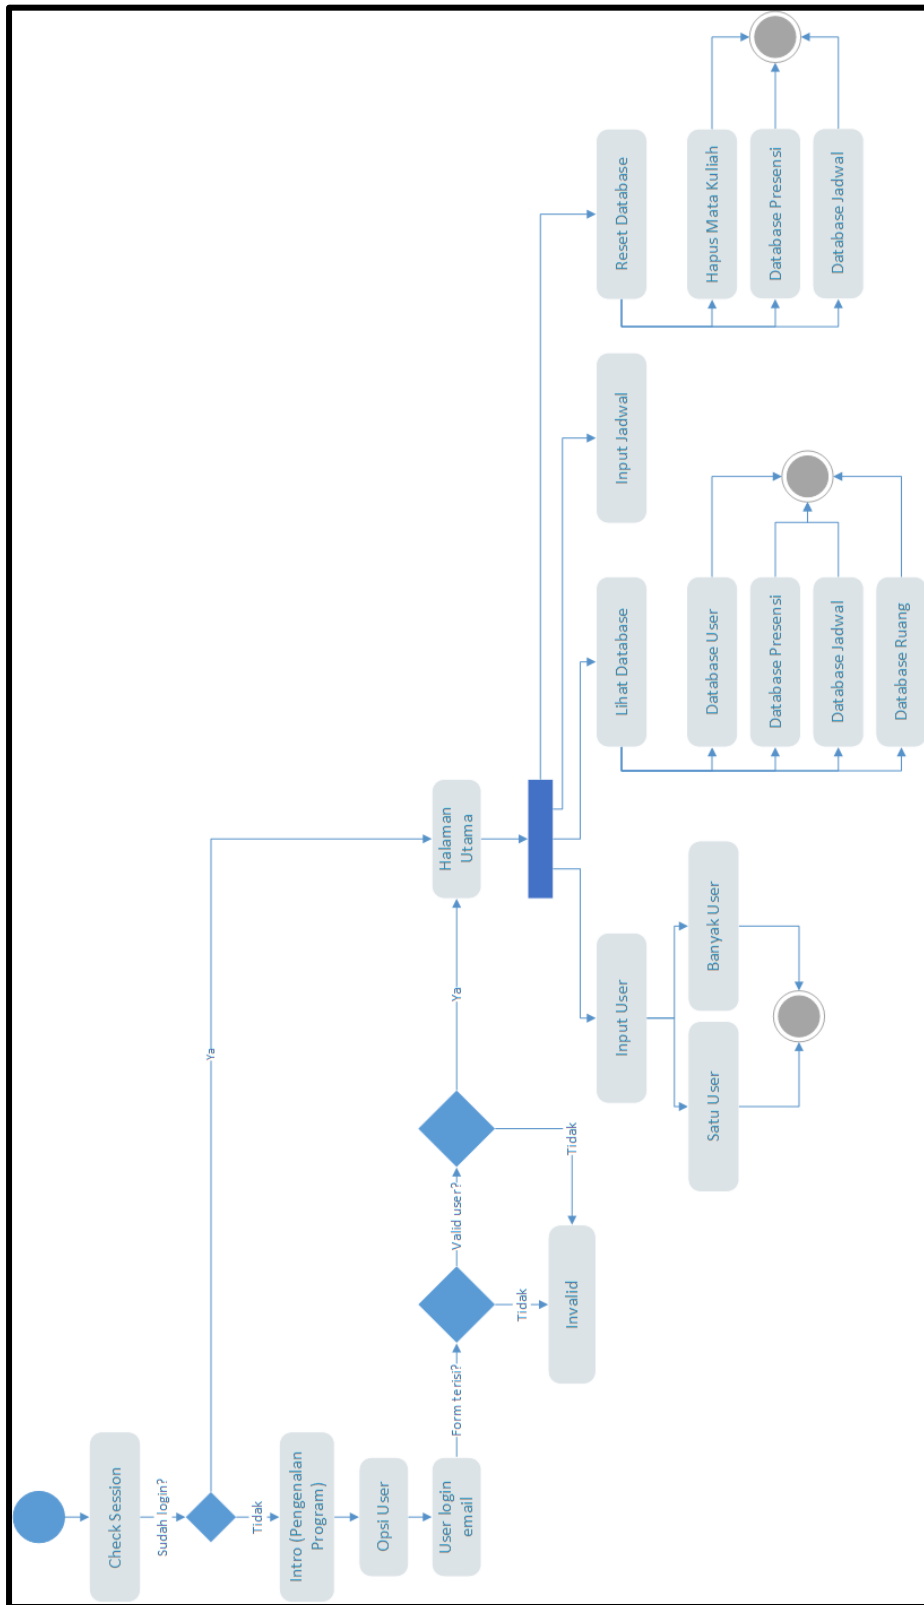 Check Session
Sudah login?
Ya
Tidak
Intro (Pengenalan
Program)
Opsi User
User login
email
Form terisi?
Tidak
Valid user?
Tidak
Invalid
Ya
Halaman
Utama
Input User
Satu User
Banyak User
Lihat Database
Database User
Database Presensi
Database Jadwal
Database Ruang
Input Jadwal
Reset Database
Hapus Mata Kuliah
Database Presensi
Database Jadwal